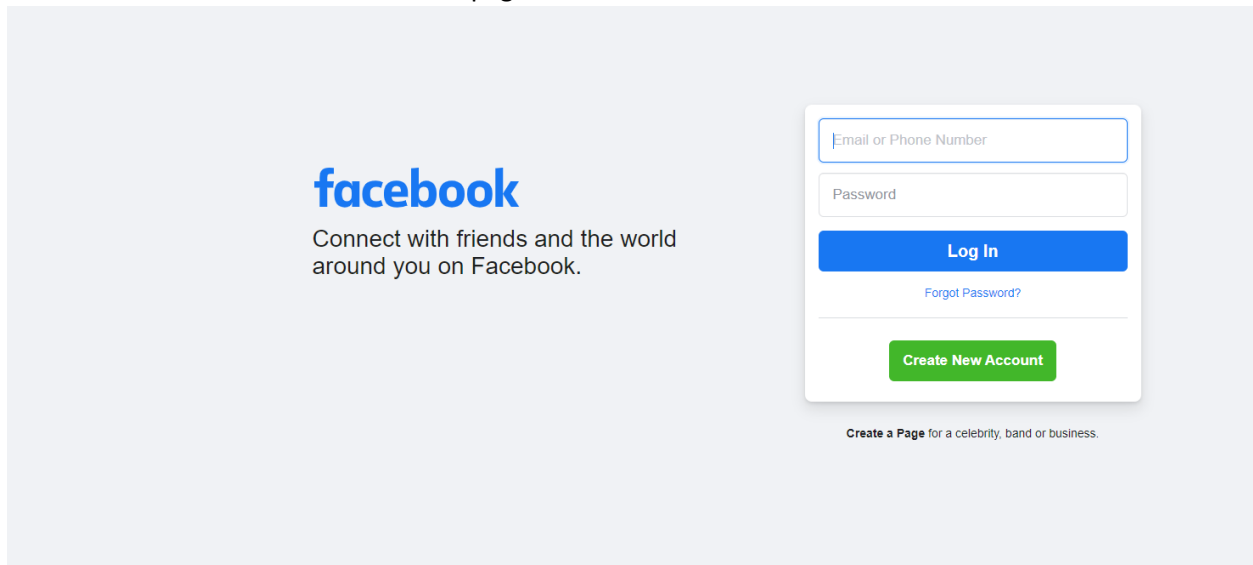 facebook
Connect with friends and the world
around you on Facebook.
Email or Phone Number
Password
Log In
Forgot Password?
Create New Account
Create a Page for a celebrity, band or business.